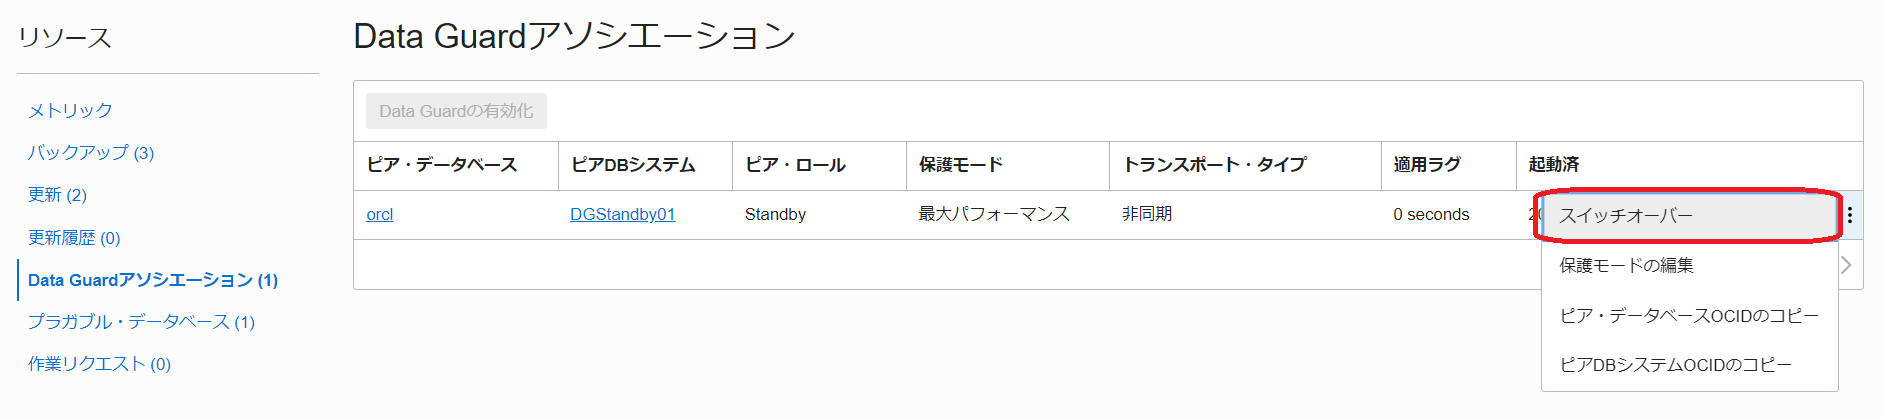 リソース
メトリック
バックアップ (3)
更新 (2)
更新履歴 (0)
Data Guardアソシエーション (1)
プラガブル・データベース (1)
作業リクエスト (0)
Data Guardアソシエーション
Data Guardの有効化
ピア・データベース ピアDBシステム ピア・ロール 保護モード トランスポート・タイプ 適用ラグ 起動済
orcl DGStandby01 Standby 最大パフォーマンス 非同期 0 seconds
スイッチオーバー
保護モードの編集
ピア・データベースOCIDのコピー
ピアDBシステムOCIDのコピー